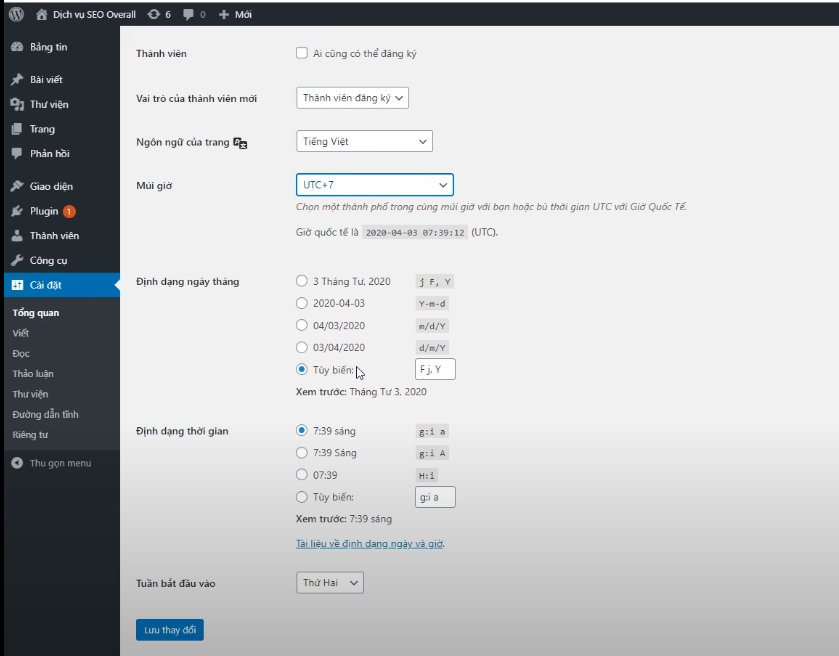 Dịch vụ SEO Overall 6 0 Mới
Bảng tin
Bài viết
Thư viện
Trang
Phản hồi
Giao diện
Plugin 1
Thành viên
Công cụ
Cài đặt
Tổng quan
Viết
Đọc
Thảo luận
Thư viện
Đường dẫn tĩnh
Riêng tư
Thu gọn menu
Thành viên Ai cũng có thể đăng ký
Vai trò của thành viên mới Thành viên đăng ký
Ngôn ngữ của trang Tiếng Việt
Múi giờ UTC+7
Chọn một thành phố trong cùng múi giờ với bạn hoặc bù thời gian UTC với Giờ Quốc Tế.
Giờ quốc tế là 2020-04-03 07:39:12 (UTC).
Định dạng ngày tháng 3 Tháng Tư, 2020 j F, Y
2020-04-03 Y-m-d
04/03/2020 m/d/Y
03/04/2020 d/m/Y
Tùy biến: F j, Y
Xem trước: Tháng Tư 3, 2020
Định dạng thời gian 7:39 sáng g:i a
7:39 Sáng g:i A
07:39 H:i
Tùy biến: g:i a
Xem trước: 7:39 sáng
Tài liệu về định dạng ngày và giờ.
Tuần bắt đầu vào Thứ Hai
Lưu thay đổi